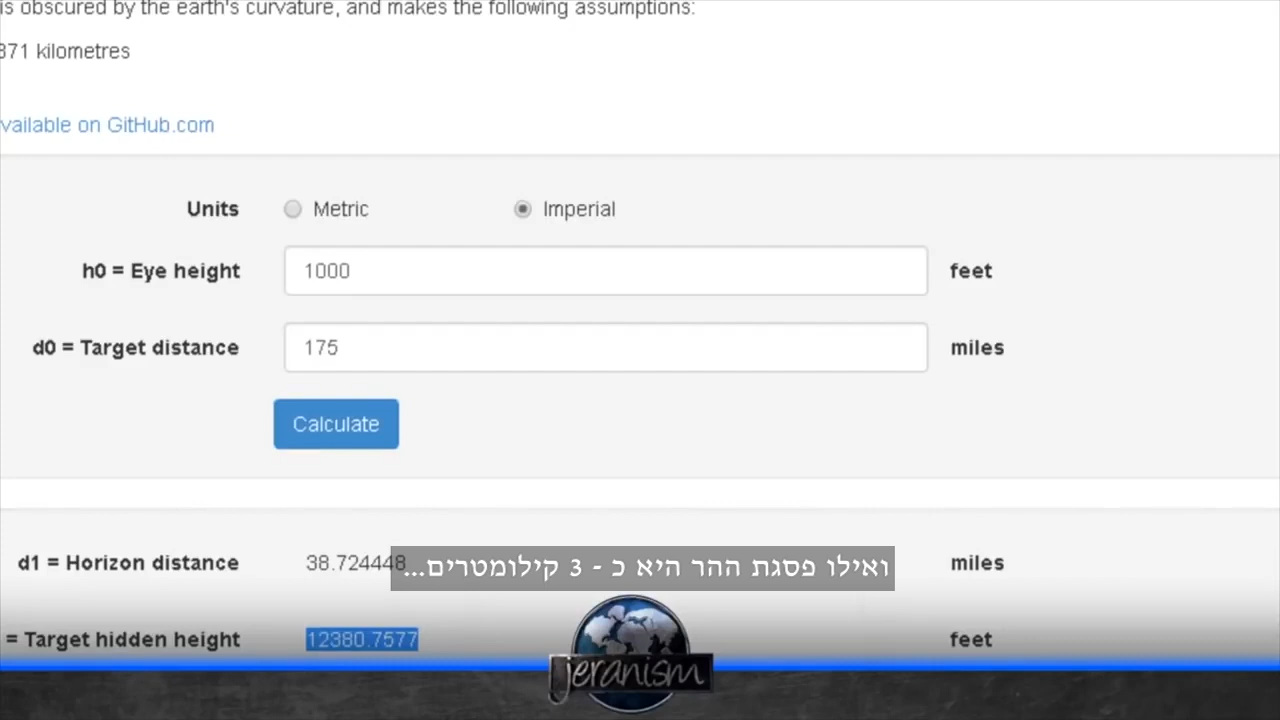 is obscured by the earth's curvature, and makes the following assumptions:
371 kilometres
vailable on GitHub.com
Units Metric Imperial
h0 = Eye height 1000 feet
d0 = Target distance 175 miles
Calculate
d1 = Horizon distance 38.724448 miles
ואילו פסגת ההר היא כ - 3 קילומטרים...
= Target hidden height 12380.7577 feet
jeranism